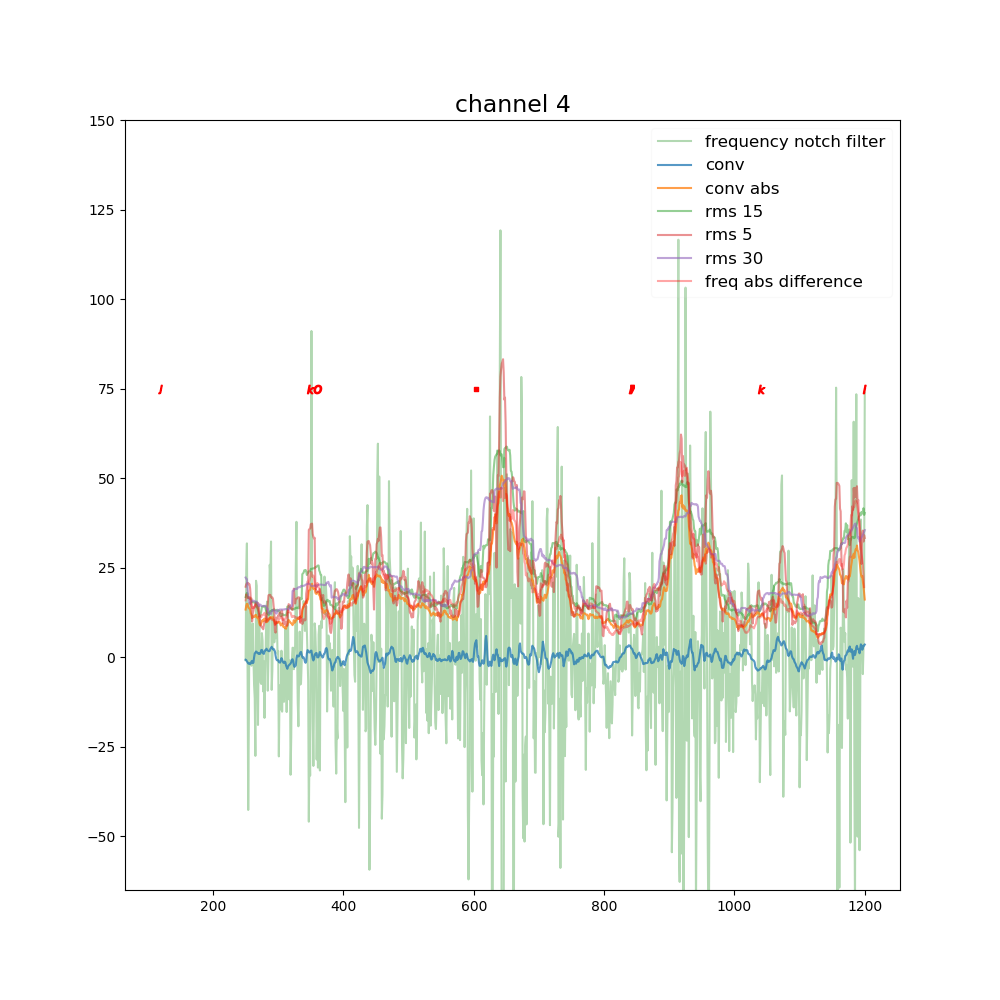 channel 4
150
125
100
75
50
25
0
−25
−50
frequency notch filter
conv
conv abs
rms 15
rms 5
rms 30
freq abs difference
k
l
200
400
600
800
1000
1200